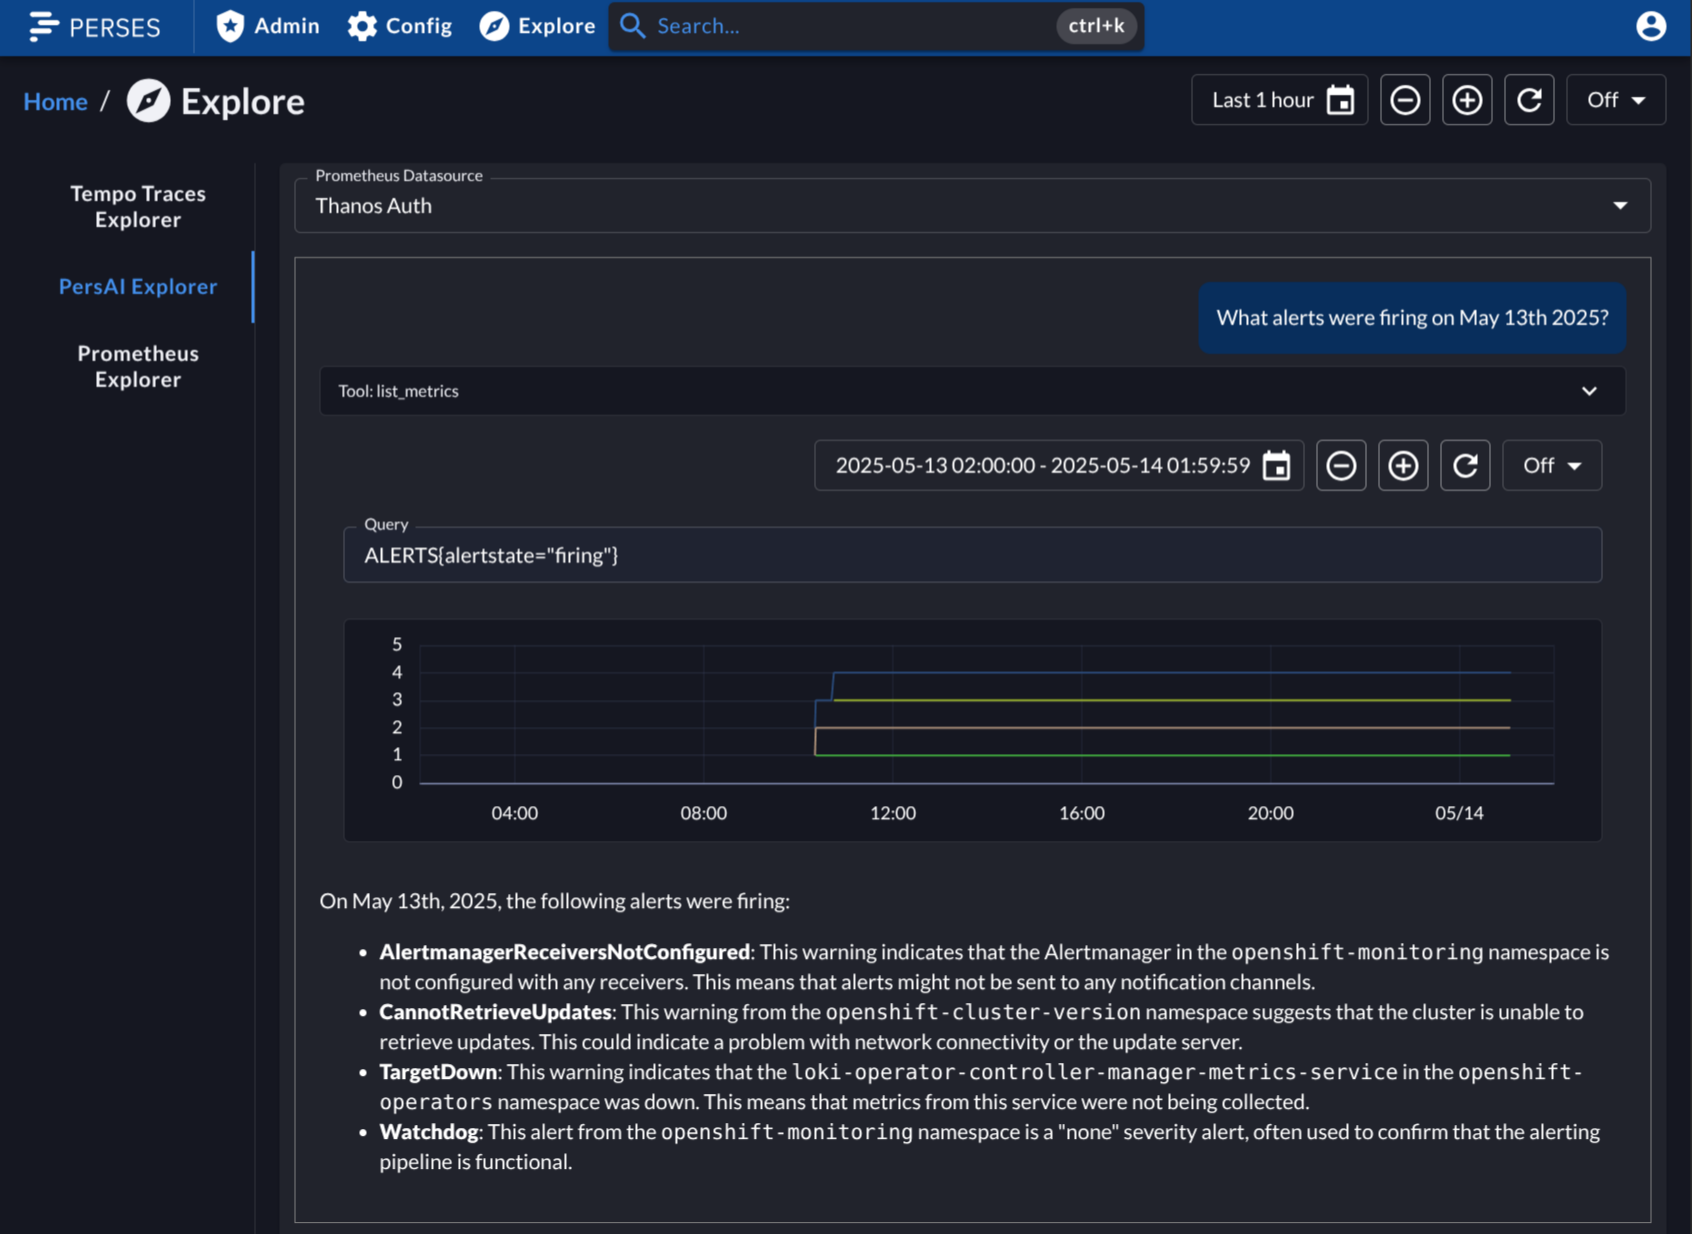 PERSES
Admin
Config
Explore
Search...
ctrl+k
Home / Explore
Last 1 hour
Off
Tempo Traces
Explorer
PersAI Explorer
Prometheus
Explorer
Prometheus Datasource
Thanos Auth
What alerts were firing on May 13th 2025?
Tool: list_metrics
2025-05-13 02:00:00 - 2025-05-14 01:59:59
Off
Query
ALERTS{alertstate="firing"}
5
4
3
2
1
0
04:00
08:00
12:00
16:00
20:00
05/14
On May 13th, 2025, the following alerts were firing:
• AlertmanagerReceiversNotConfigured: This warning indicates that the Alertmanager in the openshift-monitoring namespace is
not configured with any receivers. This means that alerts might not be sent to any notification channels.
• CannotRetrieveUpdates: This warning from the openshift-cluster-version namespace suggests that the cluster is unable to
retrieve updates. This could indicate a problem with network connectivity or the update server.
• TargetDown: This warning indicates that the loki-operator-controller-manager-metrics-service in the openshift-
operators namespace was down. This means that metrics from this service were not being collected.
• Watchdog: This alert from the openshift-monitoring namespace is a "none" severity alert, often used to confirm that the alerting
pipeline is functional.